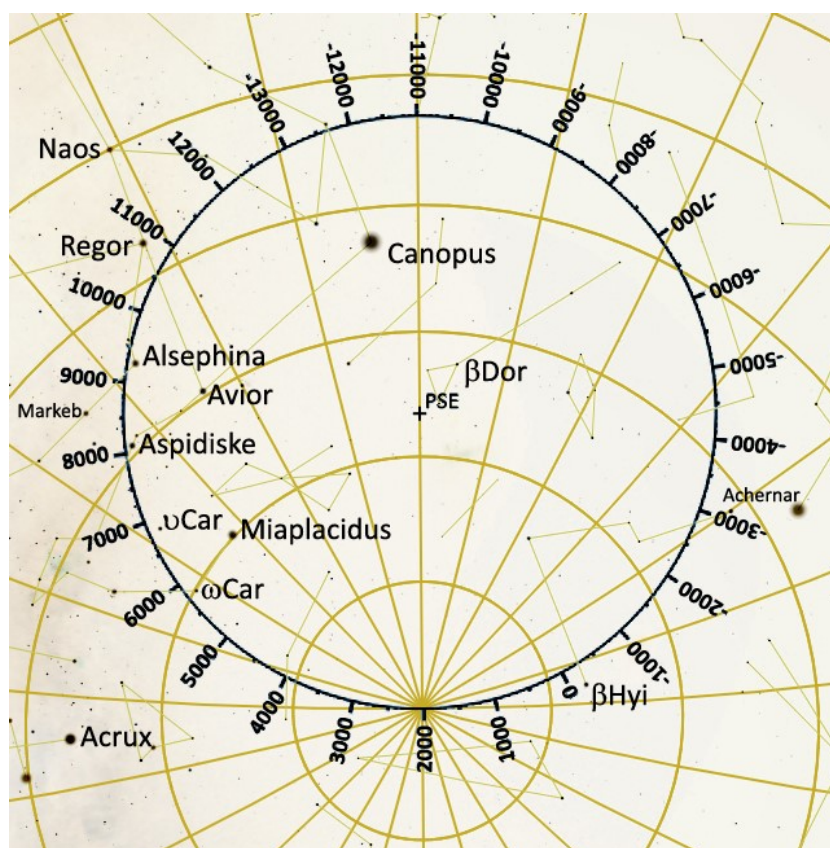 -11000
-12000
-10000
-13000
-9000
Naos
12000
-8000
11000
-7000
Regor
Canopus
10000
-6000
Alsephina
9000
βDor
-5000
Avior
Markeb
PSE
8000
Aspidiske
-4000
Achernar
7000
υCar
Miaplacidus
-3000
6000
ωCar
-2000
5000
-1000
4000
0
βHyi
Acrux
3000
2000
1000